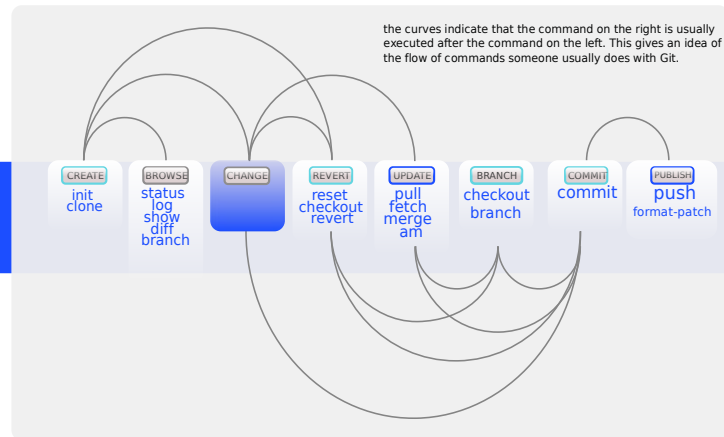 the curves indicate that the command on the right is usually
executed after the command on the left. This gives an idea of
the flow of commands someone usually does with Git.
CREATE
init
clone
BROWSE
status
log
show
diff
branch
CHANGE
REVERT
reset
checkout
revert
UPDATE
pull
fetch
merge
am
BRANCH
checkout
branch
COMMIT
commit
PUBLISH
push
format-patch